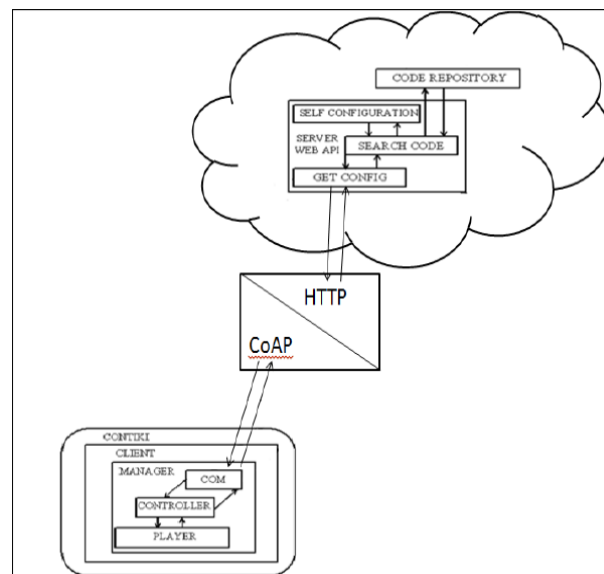 CODE REPOSITORY
SELF CONFIGURATION
SERVER
WEB API
SEARCH CODE
GET CONFIG
HTTP
CoAP
CONTIKI
CLIENT
MANAGER
COM
CONTROLLER
PLAYER